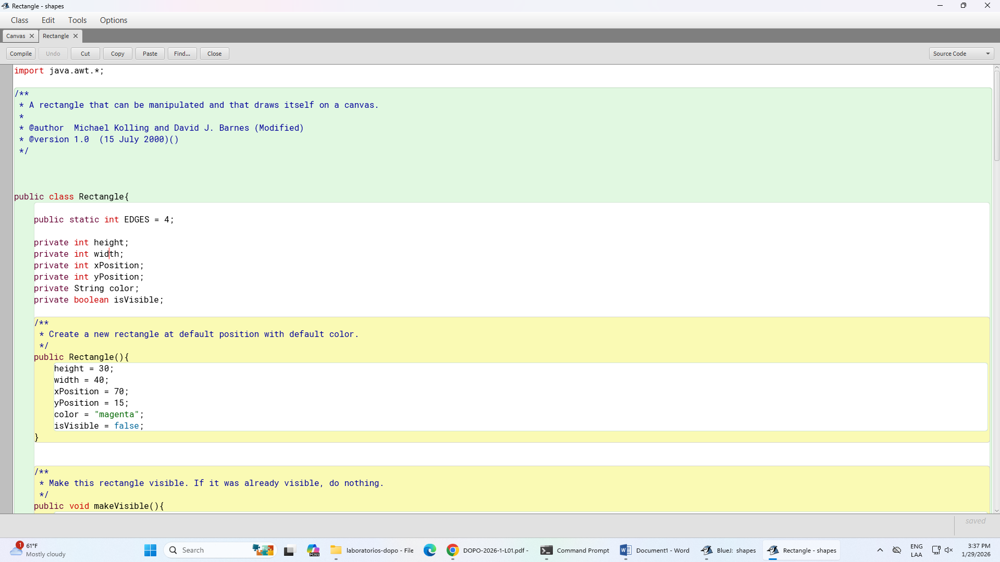 Rectangle - shapes
Class Edit Tools Options
Canvas Rectangle
Compile Undo Cut Copy Paste Find... Close Source Code
import java.awt.*;
/**
 * A rectangle that can be manipulated and that draws itself on a canvas.
 *
 * @author  Michael Kolling and David J. Barnes (Modified)
 * @version 1.0  (15 July 2000)()
 */
public class Rectangle{
    public static int EDGES = 4;
    private int height;
    private int width;
    private int xPosition;
    private int yPosition;
    private String color;
    private boolean isVisible;
    /**
     * Create a new rectangle at default position with default color.
     */
    public Rectangle(){
        height = 30;
        width = 40;
        xPosition = 70;
        yPosition = 15;
        color = "magenta";
        isVisible = false;
    }
    /**
     * Make this rectangle visible. If it was already visible, do nothing.
     */
    public void makeVisible(){
saved
1 61°F
Mostly cloudy
Search
M365
laboratorios-dopo - File
DOPO-2026-1-L01.pdf -
Command Prompt
Document1 - Word
BlueJ: shapes
Rectangle - shapes
ENG
LAA
3:37 PM
1/29/2026